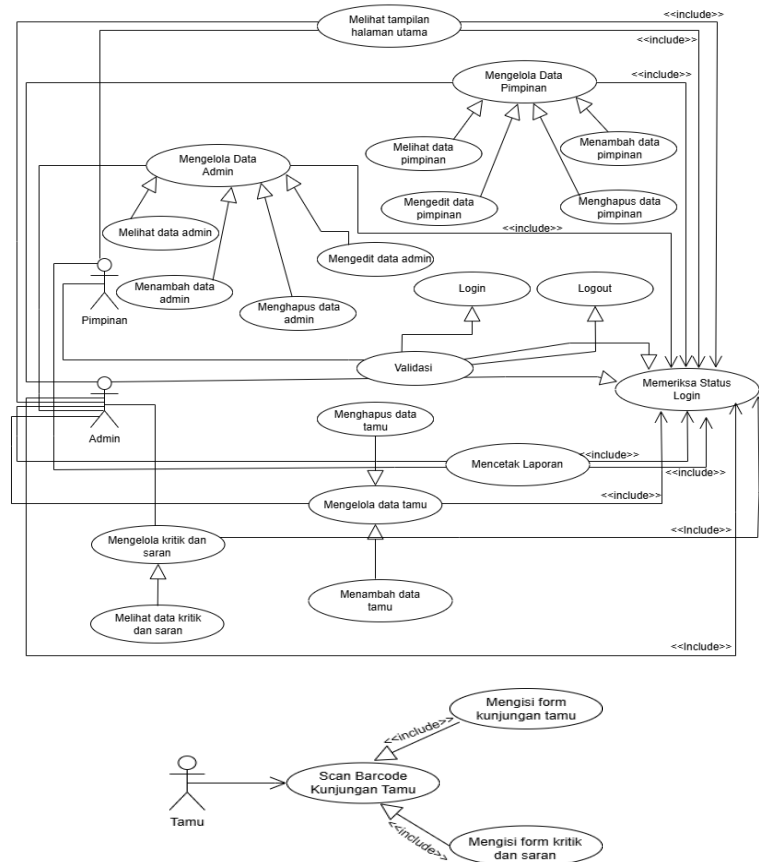 Melihat tampilan
halaman utama
<<include>>
<<include>>
Mengelola Data
Pimpinan
<<include>>
Melihat data
pimpinan
Menambah data
pimpinan
Mengelola Data
Admin
Mengedit data
pimpinan
Menghapus data
pimpinan
Melihat data admin
<<include>>
Mengedit data admin
Menambah data
admin
Menghapus data
admin
Login
Logout
Pimpinan
Validasi
Memeriksa Status
Login
Admin
Menghapus data
tamu
Mencetak Laporan
<<include>>
<<include>>
Mengelola data tamu
<<include>>
Mengelola kritik dan
saran
<<Include>>
Menambah data
tamu
Melihat data kritik
dan saran
<<Include>>
Mengisi form
kunjungan tamu
<<include>>
Scan Barcode
Kunjungan Tamu
Tamu
<<include>>
Mengisi form kritik
dan saran